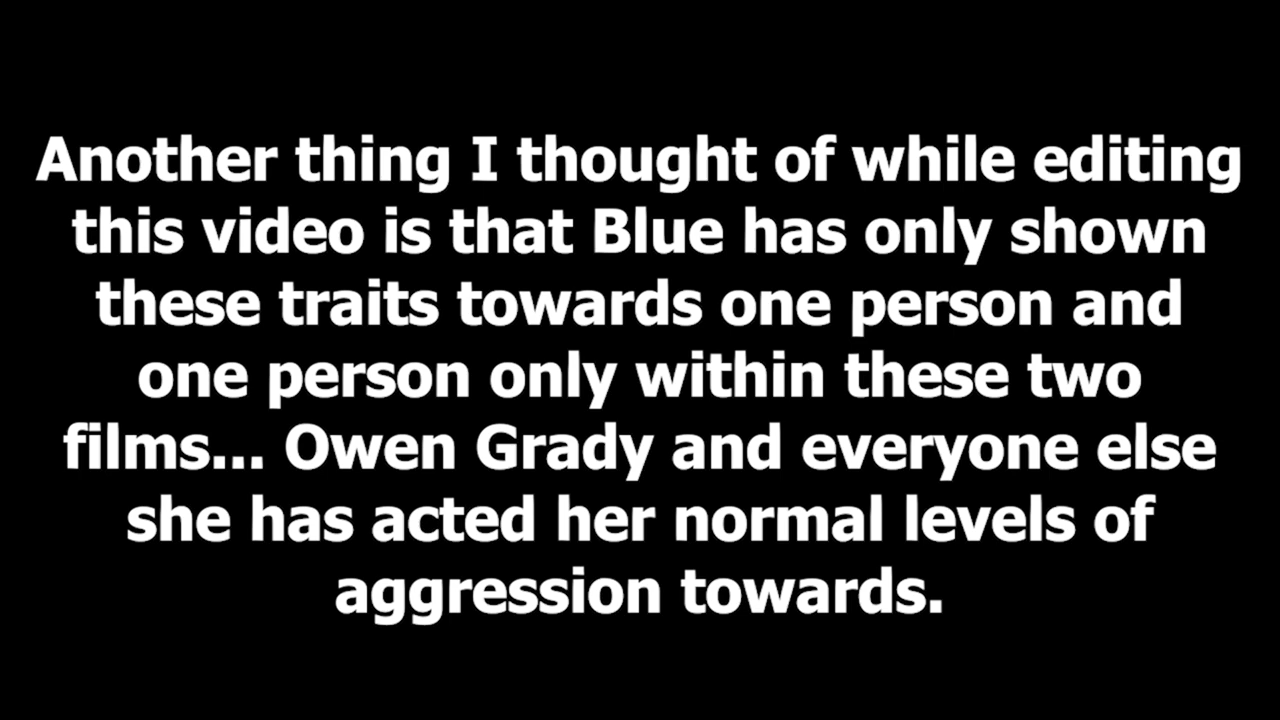 Another thing I thought of while editing
this video is that Blue has only shown
these traits towards one person and
one person only within these two
films... Owen Grady and everyone else
she has acted her normal levels of
aggression towards.